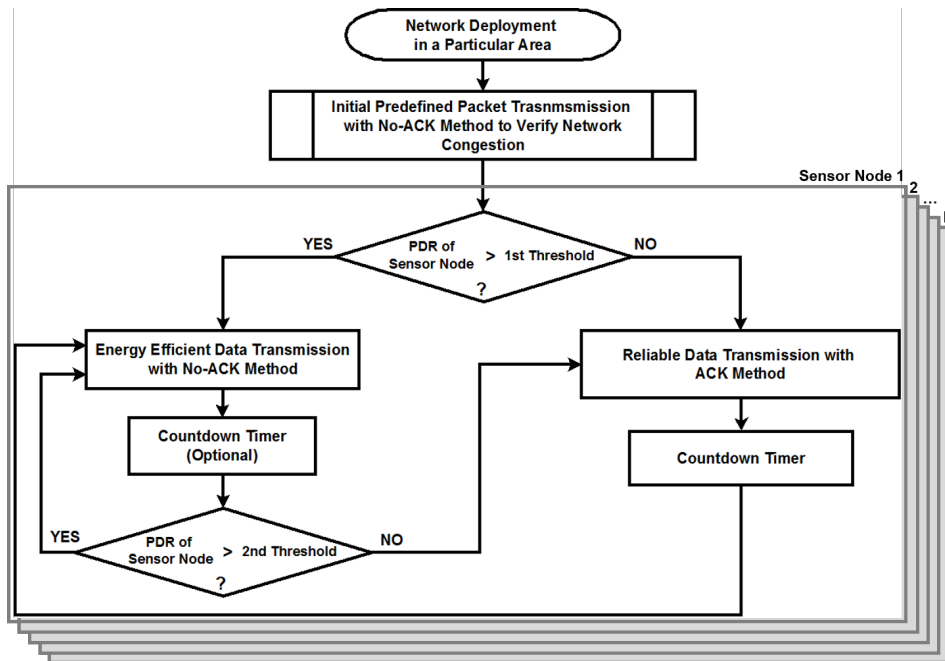 Network Deployment
in a Particular Area
Initial Predefined Packet Trasnmsmission
with No-ACK Method to Verify Network
Congestion
Sensor Node 1
2
...
YES
PDR of
Sensor Node > 1st Threshold
?
NO
Energy Efficient Data Transmission
with No-ACK Method
Reliable Data Transmission with
ACK Method
Countdown Timer
(Optional)
Countdown Timer
YES
PDR of
Sensor Node > 2nd Threshold
?
NO